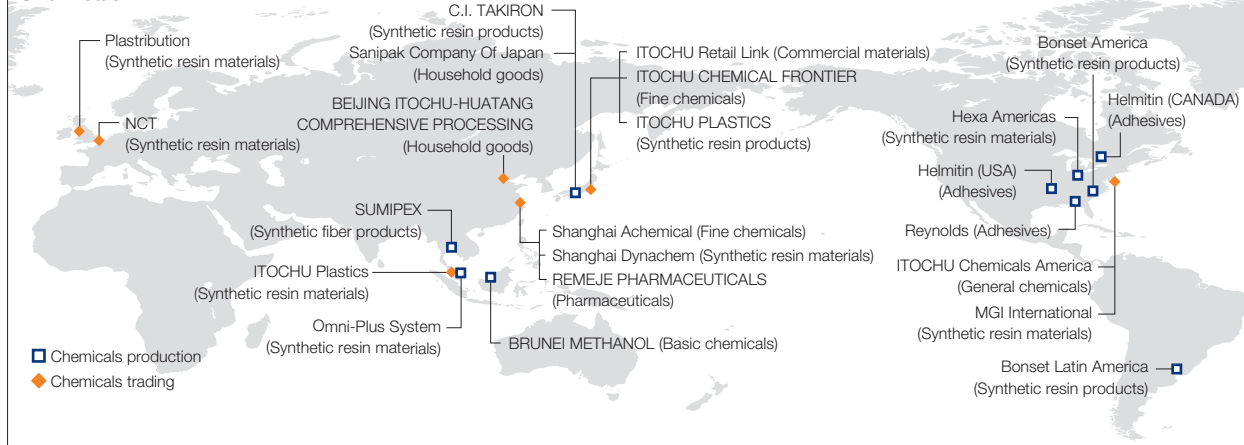 C.I. TAKIRON
(Synthetic resin products)
Sanipak Company Of Japan
(Household goods)
Plastribution
(Synthetic resin materials)
NCT
(Synthetic resin materials)
BEIJING ITOCHU-HUATANG
COMPREHENSIVE PROCESSING
(Household goods)
ITOCHU Retail Link (Commercial materials)
ITOCHU CHEMICAL FRONTIER
(Fine chemicals)
ITOCHU PLASTICS
(Synthetic resin products)
Bonset America
(Synthetic resin products)
Helmitin (CANADA)
(Adhesives)
Hexa Americas
(Synthetic resin materials)
Helmitin (USA)
(Adhesives)
Reynolds (Adhesives)
SUMIPEX
(Synthetic fiber products)
Shanghai Achemical (Fine chemicals)
Shanghai Dynachem (Synthetic resin materials)
REMEJE PHARMACEUTICALS
(Pharmaceuticals)
ITOCHU Plastics
(Synthetic resin materials)
Omni-Plus System
(Synthetic resin materials)
BRUNEI METHANOL (Basic chemicals)
ITOCHU Chemicals America
(General chemicals)
MGI International
(Synthetic resin materials)
Bonset Latin America
(Synthetic resin products)
Chemicals production
Chemicals trading